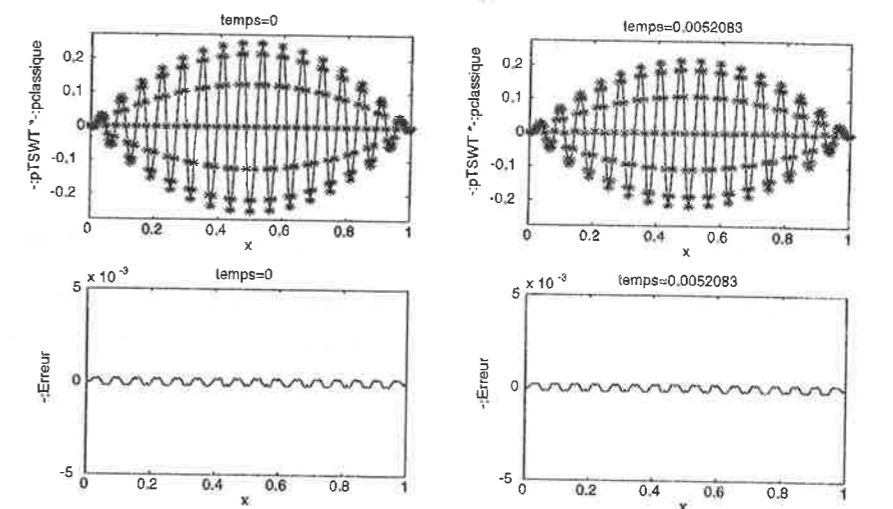 temps=0
-:pTSWT *-:pclassique
0,2
0,1
0
-0,1
-0,2
0 0.2 0.4 0.6 0.8 1
x
temps=0,0052083
-:pTSWT *-:pclassique
0,2
0,1
0
-0,1
-0,2
0 0.2 0.4 0.6 0.8 1
x
temps=0
x 10 -3
-:Erreur
5
0
-5
0 0.2 0.4 0.6 0.8 1
x
temps=0,0052083
x 10 -3
-:Erreur
5
0
-5
0 0.2 0.4 0.6 0.8 1
x